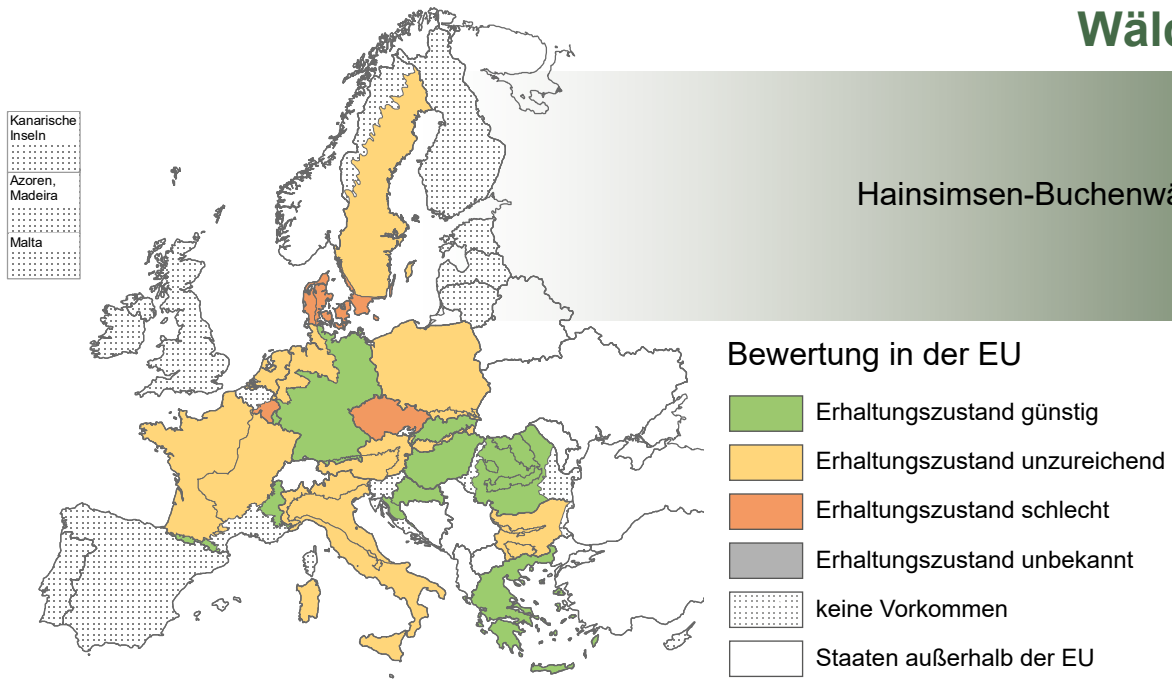 Wäld
Kanarische
Inseln
Azoren,
Madeira
Malta
Hainsimsen-Buchenwä
Bewertung in der EU
Erhaltungszustand günstig
Erhaltungszustand unzureichend
Erhaltungszustand schlecht
Erhaltungszustand unbekannt
keine Vorkommen
Staaten außerhalb der EU